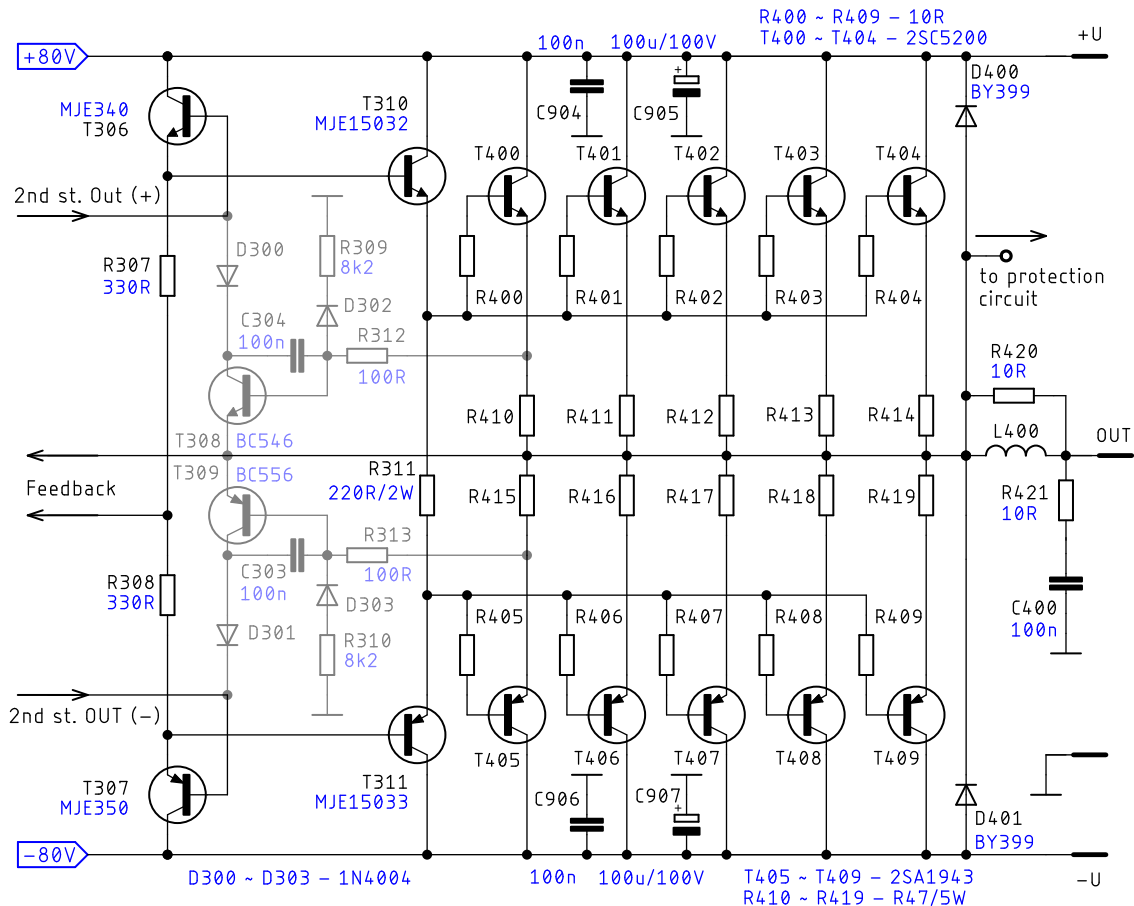 R400 ~ R409 - 10R
T400 ~ T404 - 2SC5200
100n
100u/100V
+U
+80V
D400
BY399
MJE340
T306
T310
MJE15032
C904
C905
T400
T401
T402
T403
T404
2nd st. Out (+)
D300
R309
8k2
R307
330R
to protection
circuit
R400
R401
R402
R403
R404
D302
C304
100n
R312
100R
R420
10R
R410
R411
R412
R413
R414
L400
OUT
T308
BC546
T309
BC556
R311
220R/2W
Feedback
R415
R416
R417
R418
R419
R421
10R
R313
100R
C303
100n
R308
330R
D303
R405
R406
R407
R408
R409
C400
100n
D301
R310
8k2
2nd st. OUT (-)
T405
T406
T407
T408
T409
T307
MJE350
T311
MJE15033
C906
C907
D401
BY399
-80V
D300 ~ D303 - 1N4004
100n
100u/100V
T405 ~ T409 - 2SA1943
R410 ~ R419 - R47/5W
-U